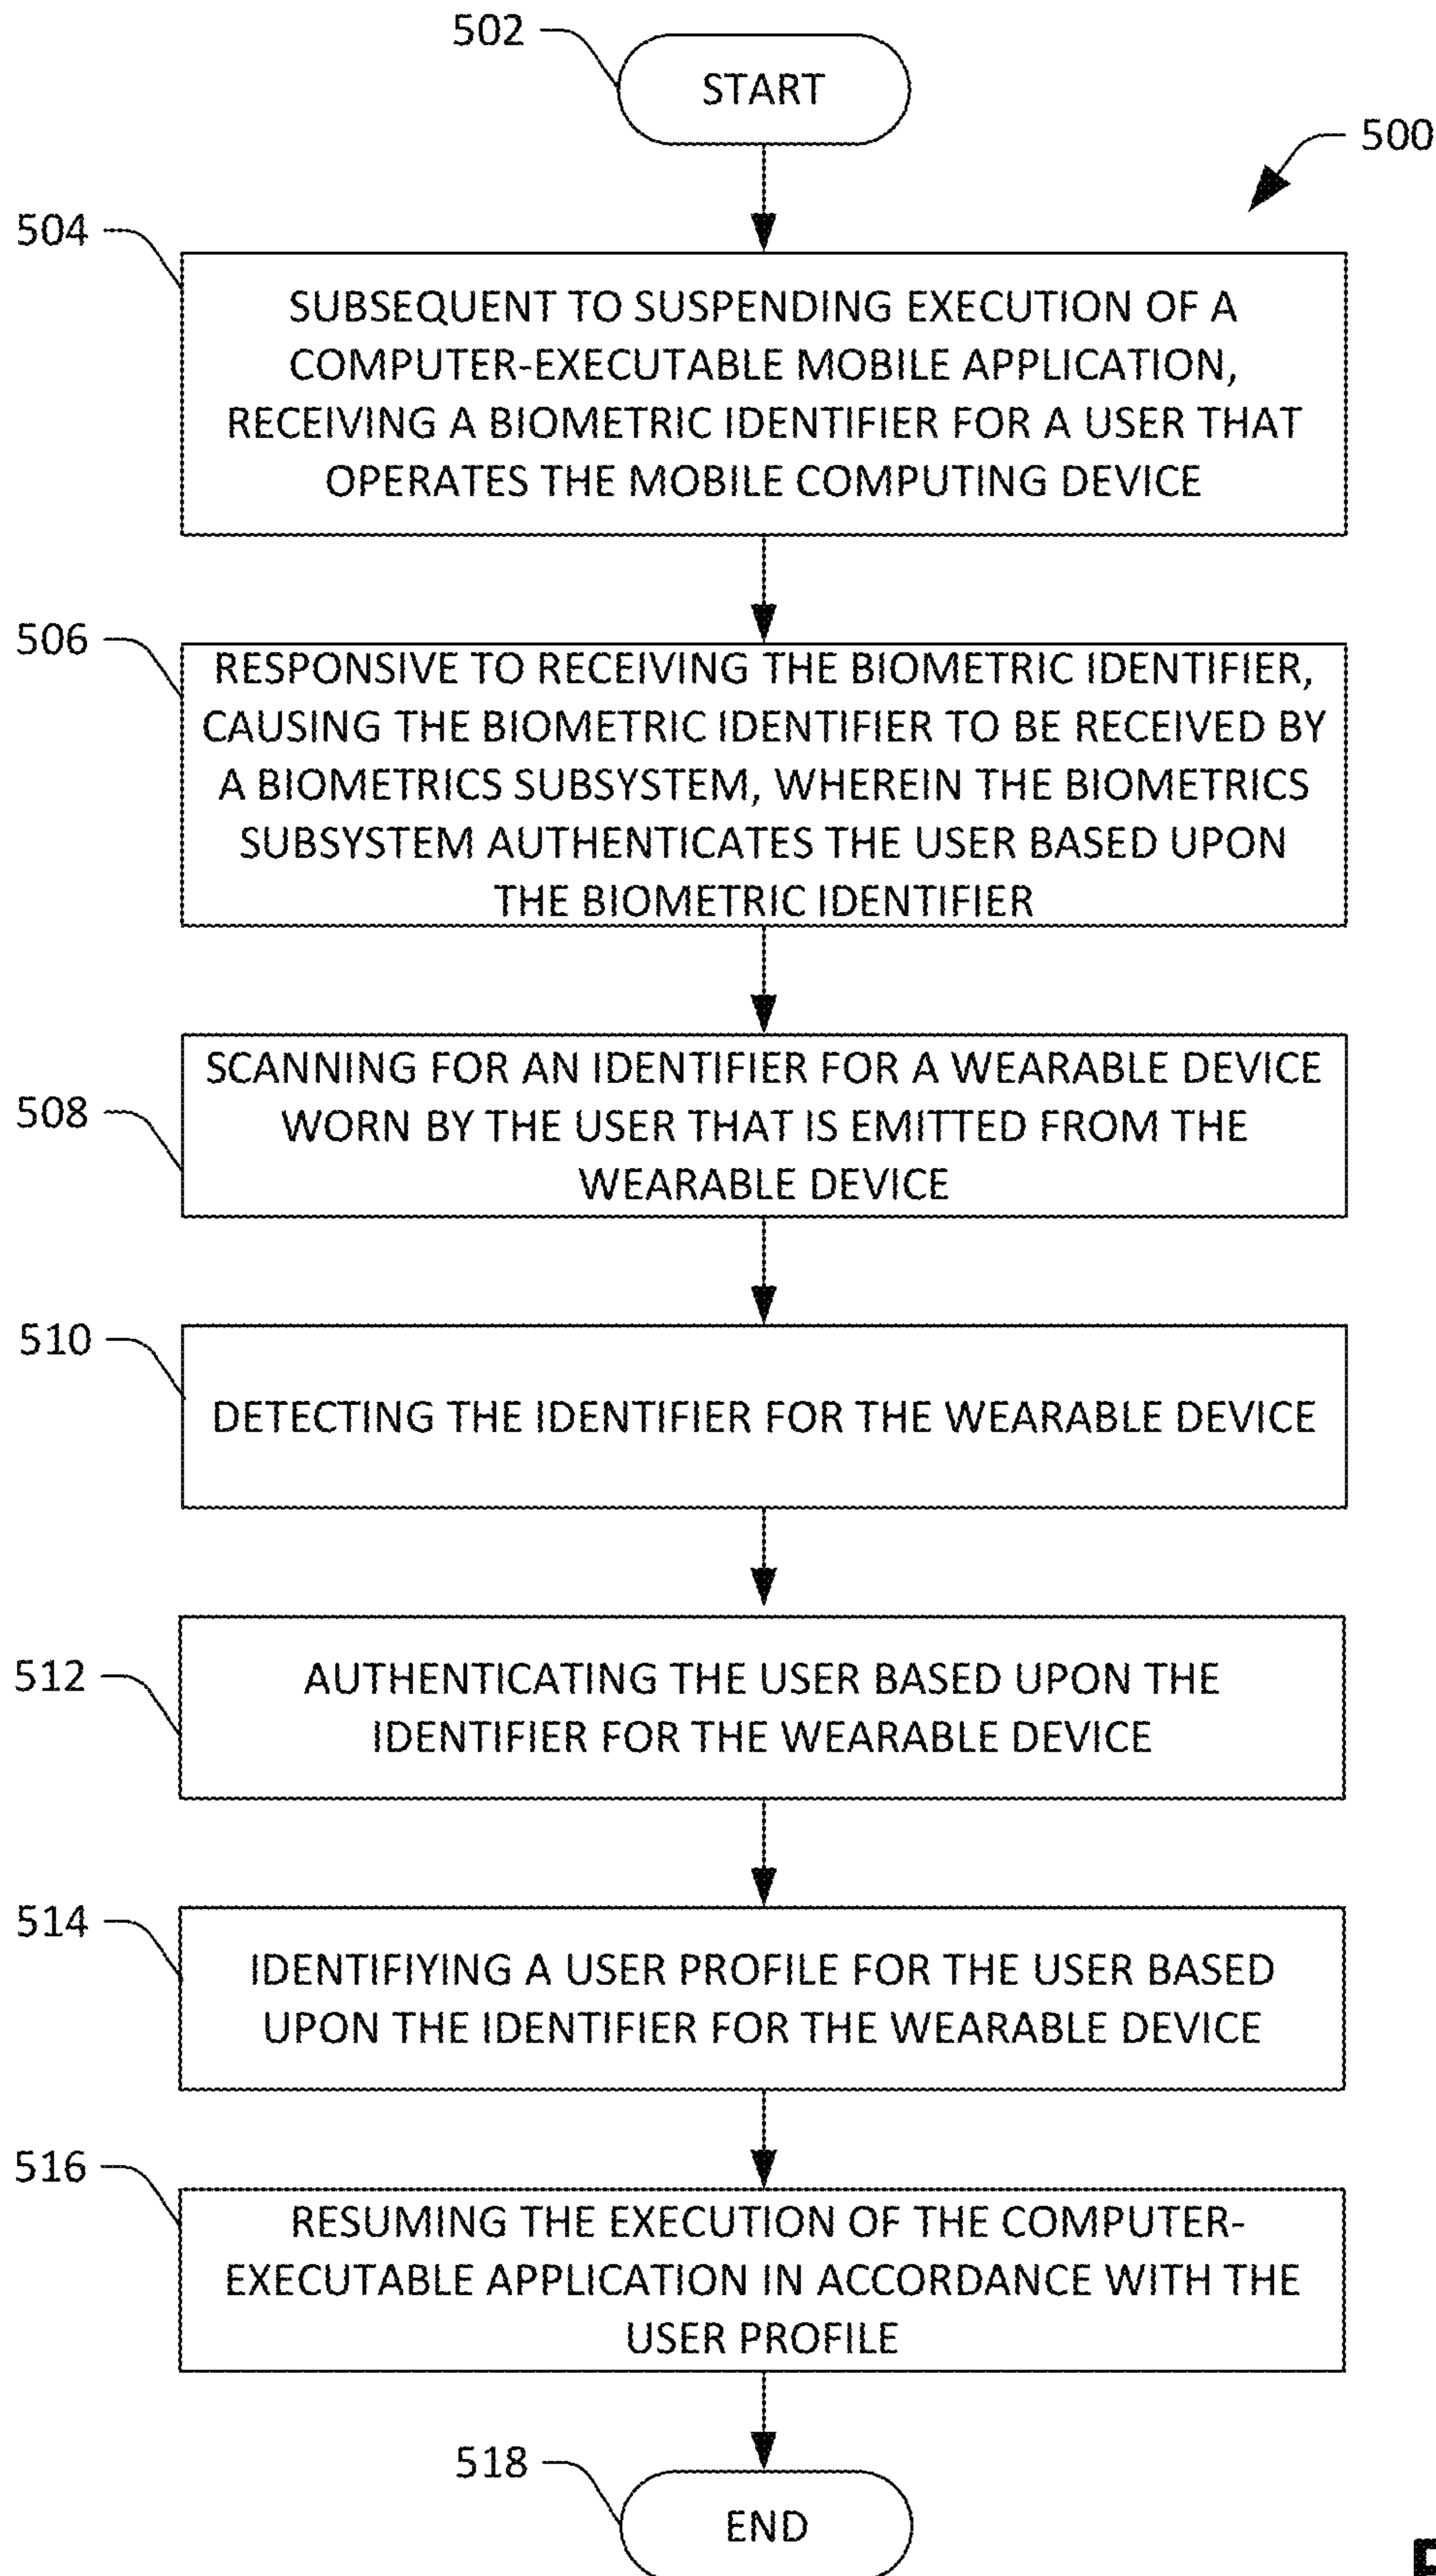 502
START
500
504
SUBSEQUENT TO SUSPENDING EXECUTION OF A
COMPUTER-EXECUTABLE MOBILE APPLICATION,
RECEIVING A BIOMETRIC IDENTIFIER FOR A USER THAT
OPERATES THE MOBILE COMPUTING DEVICE
506
RESPONSIVE TO RECEIVING THE BIOMETRIC IDENTIFIER,
CAUSING THE BIOMETRIC IDENTIFIER TO BE RECEIVED BY
A BIOMETRICS SUBSYSTEM, WHEREIN THE BIOMETRICS
SUBSYSTEM AUTHENTICATES THE USER BASED UPON
THE BIOMETRIC IDENTIFIER
508
SCANNING FOR AN IDENTIFIER FOR A WEARABLE DEVICE
WORN BY THE USER THAT IS EMITTED FROM THE
WEARABLE DEVICE
510
DETECTING THE IDENTIFIER FOR THE WEARABLE DEVICE
512
AUTHENTICATING THE USER BASED UPON THE
IDENTIFIER FOR THE WEARABLE DEVICE
514
IDENTIFIYING A USER PROFILE FOR THE USER BASED
UPON THE IDENTIFIER FOR THE WEARABLE DEVICE
516
RESUMING THE EXECUTION OF THE COMPUTER-
EXECUTABLE APPLICATION IN ACCORDANCE WITH THE
USER PROFILE
518
END